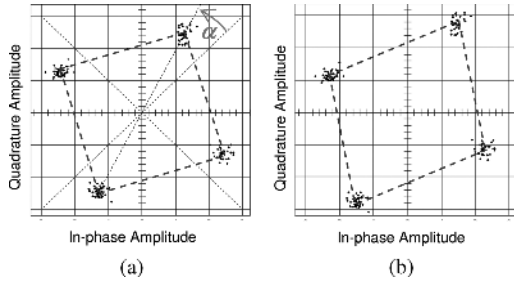 α
Quadrature Amplitude
In-phase Amplitude
(a)
Quadrature Amplitude
In-phase Amplitude
(b)